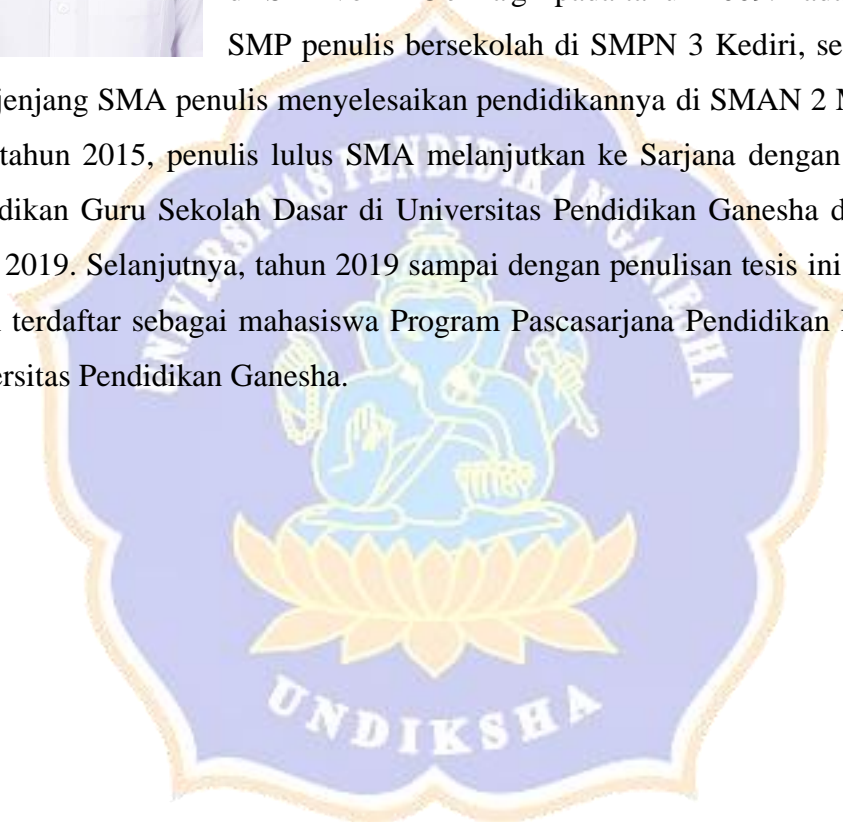 SMP penulis bersekolah di SMPN 3 Kediri,
jenjang SMA penulis menyelesaikan pendidikannya di SMAN 2
tahun 2015, penulis lulus SMA melanjutkan ke Sarjana dengan
dikan Guru Sekolah Dasar di Universitas Pendidikan Ganesha
2019. Selanjutnya, tahun 2019 sampai dengan penulisan tesis ini
terdaftar sebagai mahasiswa Program Pascasarjana Pendidikan
ersitas Pendidikan Ganesha.
UNIVERSITAS PENDIDIKAN GANESHA
UNDIKSHA